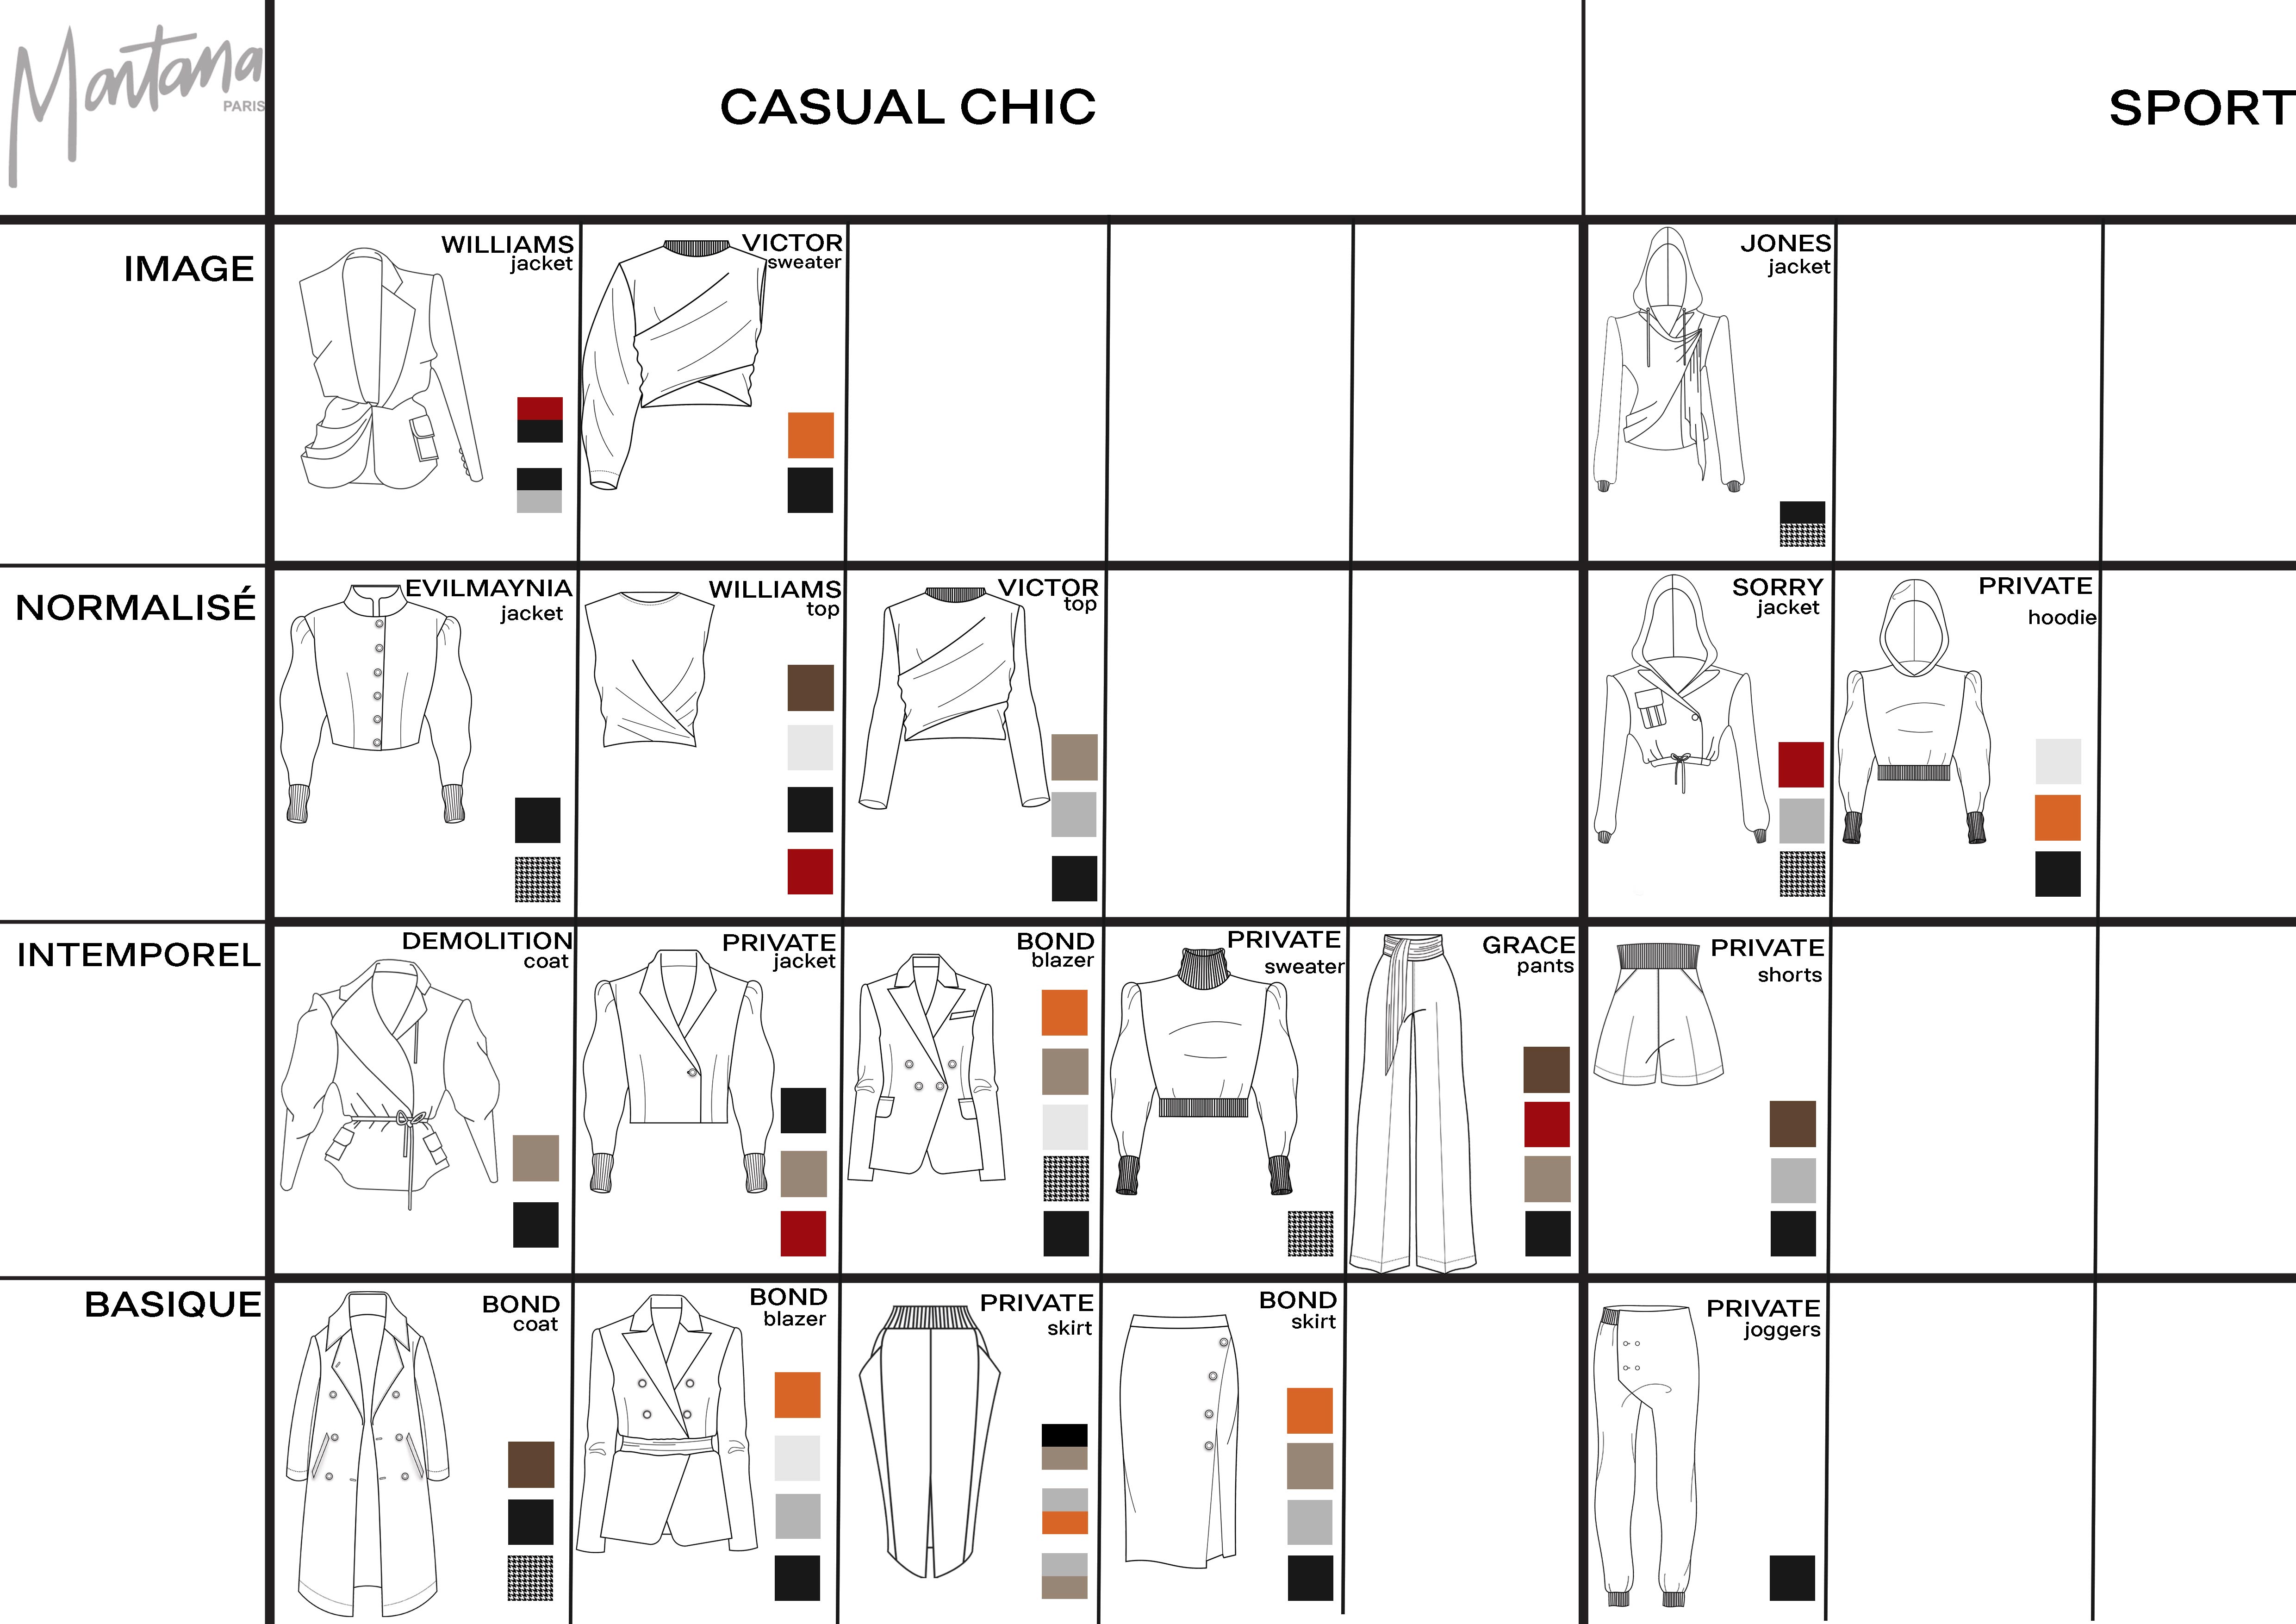 Montana
PARIS
CASUAL CHIC
SPORT
IMAGE
WILLIAMS
jacket
VICTOR
sweater
JONES
jacket
NORMALISÉ
EVILMAYNIA
jacket
WILLIAMS
top
VICTOR
top
SORRY
jacket
PRIVATE
hoodie
INTEMPOREL
DEMOLITION
coat
PRIVATE
jacket
BOND
blazer
PRIVATE
sweater
GRACE
pants
PRIVATE
shorts
BASIQUE
BOND
coat
BOND
blazer
PRIVATE
skirt
BOND
skirt
PRIVATE
joggers